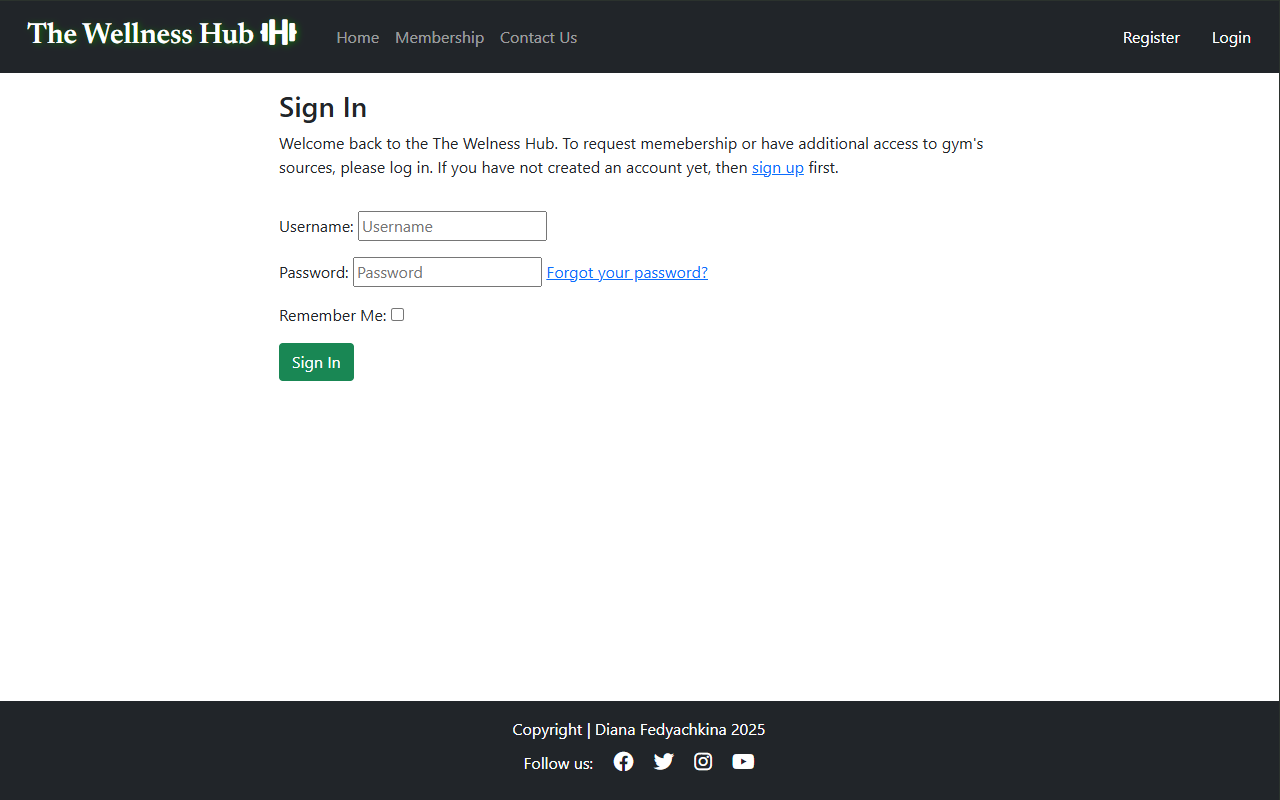 The Wellness Hub
Home Membership Contact Us Register Login
Sign In
Welcome back to the The Welness Hub. To request memebership or have additional access to gym's
sources, please log in. If you have not created an account yet, then sign up first.
Username: Username
Password: Password Forgot your password?
Remember Me:
Sign In
Copyright | Diana Fedyachkina 2025
Follow us: